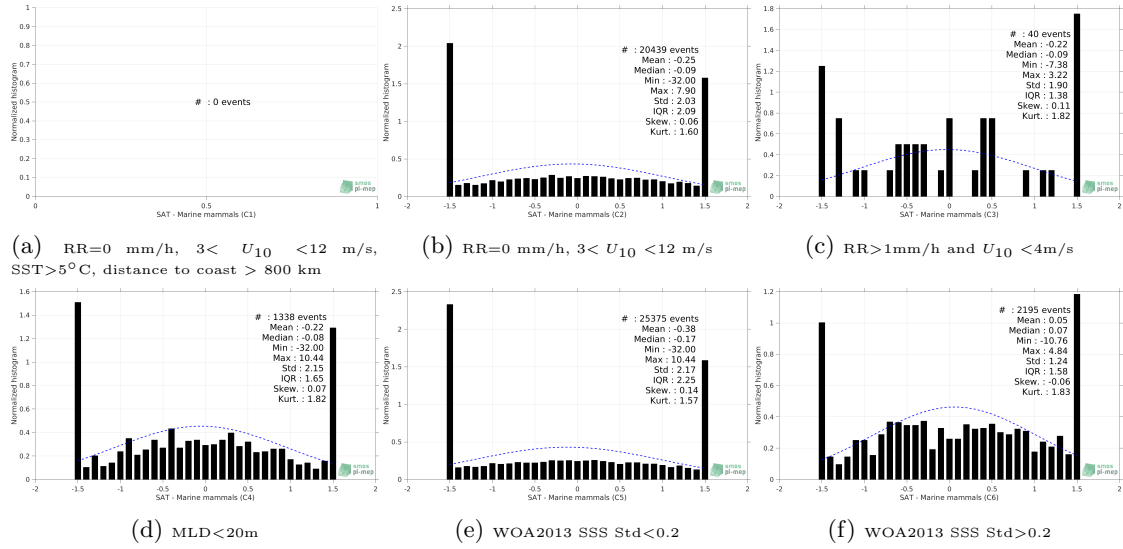 1
0.9
0.8
0.7
0.6
0.5
0.4
0.3
0.2
0.1
0
Normalized histogram
# : 0 events
smos
pi-mep
0 0.5 1
SAT - Marine mammals (C1)
2.5
2
1.5
1
0.5
0
Normalized histogram
# : 20439 events
Mean : -0.25
Median : -0.09
Min : -32.00
Max : 7.90
Std : 2.03
IQR : 2.09
Skew. : 0.06
Kurt. : 1.60
smos
pi-mep
-2 -1.5 -1 -0.5 0 0.5 1 1.5 2
SAT - Marine mammals (C2)
1.8
1.6
1.4
1.2
1
0.8
0.6
0.4
0.2
0
Normalized histogram
# : 40 events
Mean : -0.22
Median : -0.09
Min : -7.38
Max : 3.22
Std : 1.90
IQR : 1.38
Skew. : 0.11
Kurt. : 1.82
smos
pi-mep
-2 -1.5 -1 -0.5 0 0.5 1 1.5 2
SAT - Marine mammals (C3)
(a) RR=0 mm/h, 3< U10 <12 m/s,
SST>5°C, distance to coast > 800 km
(b) RR=0 mm/h, 3< U10 <12 m/s
(c) RR>1mm/h and U10 <4m/s
1.6
1.4
1.2
1
0.8
0.6
0.4
0.2
0
Normalized histogram
# : 1338 events
Mean : -0.22
Median : -0.08
Min : -32.00
Max : 10.44
Std : 2.15
IQR : 1.65
Skew. : 0.07
Kurt. : 1.82
smos
pi-mep
-2 -1.5 -1 -0.5 0 0.5 1 1.5 2
SAT - Marine mammals (C4)
2.5
2
1.5
1
0.5
0
Normalized histogram
# : 25375 events
Mean : -0.38
Median : -0.17
Min : -32.00
Max : 10.44
Std : 2.17
IQR : 2.25
Skew. : 0.14
Kurt. : 1.57
smos
pi-mep
-2 -1.5 -1 -0.5 0 0.5 1 1.5 2
SAT - Marine mammals (C5)
1.2
1
0.8
0.6
0.4
0.2
0
Normalized histogram
# : 2195 events
Mean : 0.05
Median : 0.07
Min : -10.76
Max : 4.84
Std : 1.24
IQR : 1.58
Skew. : -0.06
Kurt. : 1.83
smos
pi-mep
-2 -1.5 -1 -0.5 0 0.5 1 1.5 2
SAT - Marine mammals (C6)
(d) MLD<20m
(e) WOA2013 SSS Std<0.2
(f) WOA2013 SSS Std>0.2